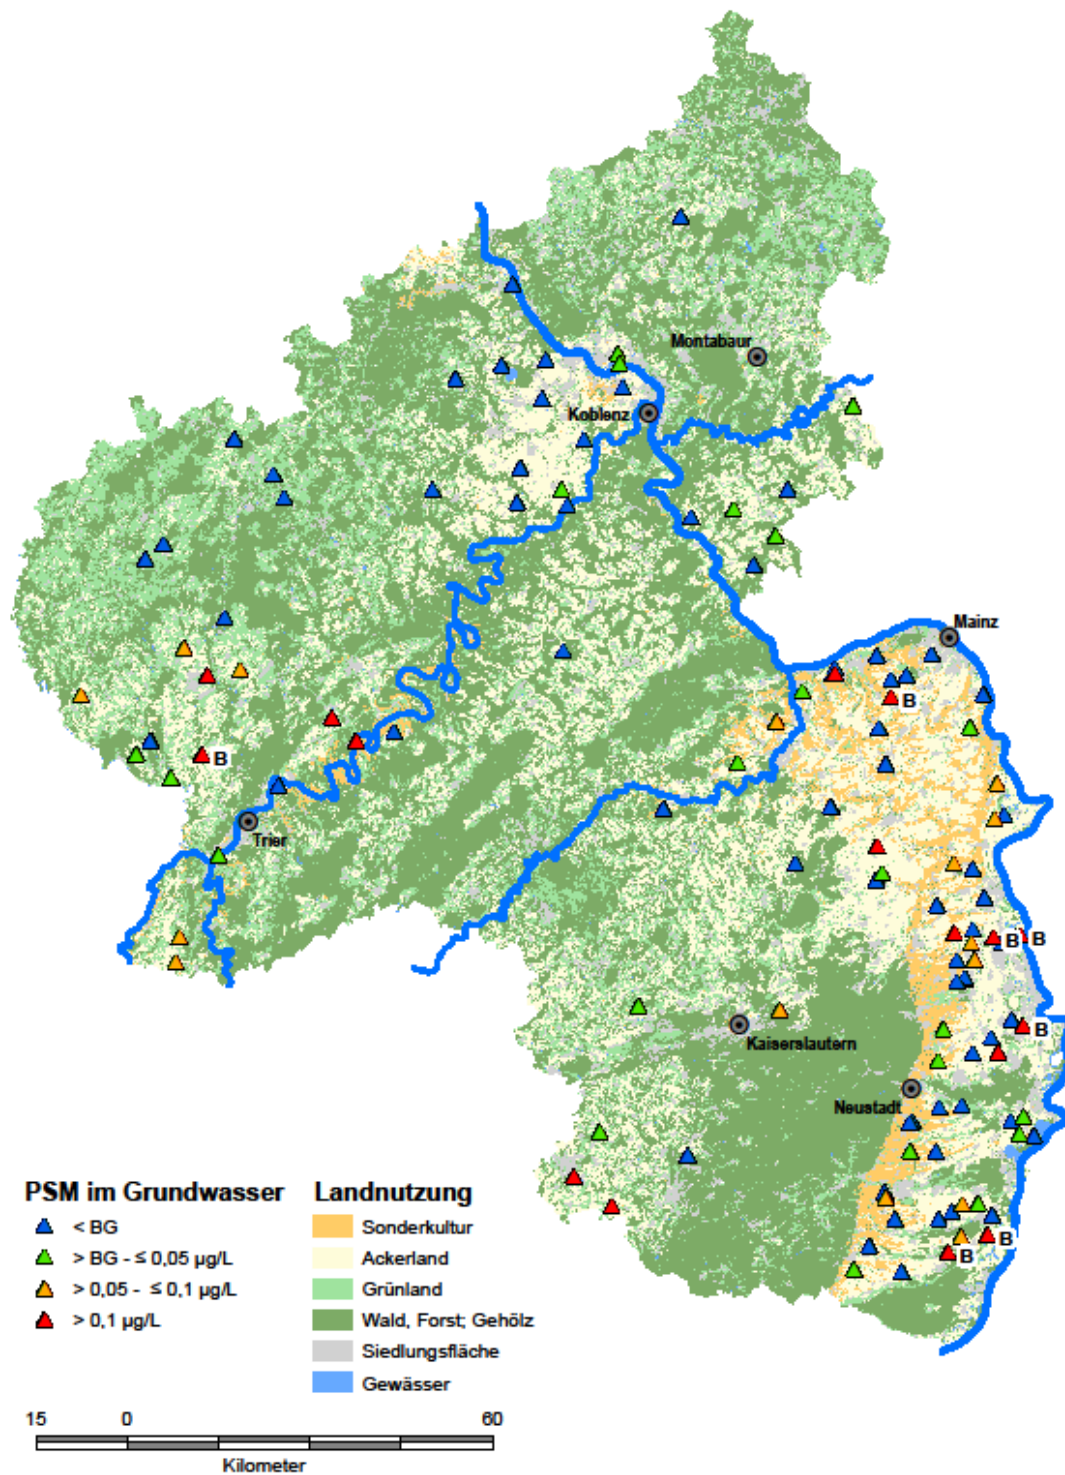 Montabaur
Koblenz
Mainz
B
B
Trier
B
B
Kaiserslautern
B
Neustadt
B
B
PSM im Grundwasser
< BG
> BG - ≤ 0,05 µg/L
> 0,05 - ≤ 0,1 µg/L
> 0,1 µg/L
Landnutzung
Sonderkultur
Ackerland
Grünland
Wald, Forst; Gehölz
Siedlungsfläche
Gewässer
15 0 60
Kilometer